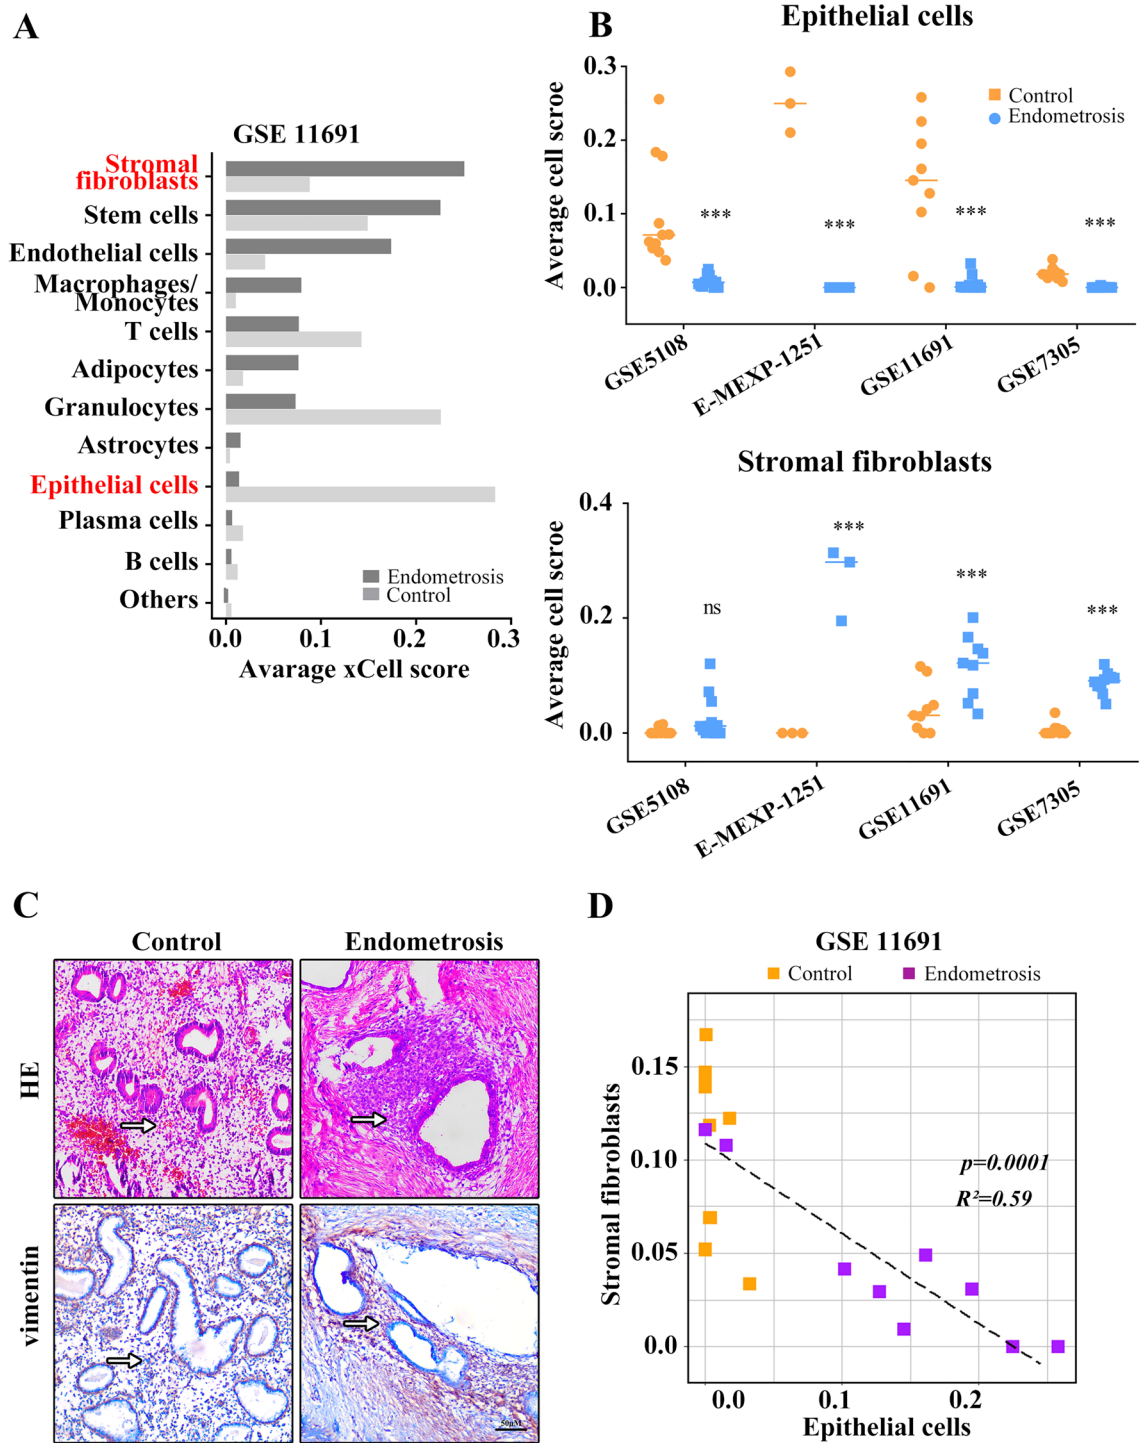 A
GSE 11691
Stromal
fibroblasts
Stem cells
Endothelial cells
Macrophages/
Monocytes
T cells
Adipocytes
Granulocytes
Astrocytes
Epithelial cells
Plasma cells
B cells
Others
Endometrosis
Control
0.0 0.1 0.2 0.3
Avarage xCell score
B
Epithelial cells
Average cell scroe
0.3
0.2
0.1
0.0
Control
Endometrosis
*** *** *** ***
GSE5108 E-MEXP-1251 GSE11691 GSE7305
Stromal fibroblasts
Average cell scroe
0.4
0.2
0.0
ns *** *** ***
GSE5108 E-MEXP-1251 GSE11691 GSE7305
C
Control Endometrosis
HE
vimentin
50μM
D
GSE 11691
Control Endometrosis
Stromal fibroblasts
0.15
0.10
0.05
0.0
p=0.0001
R²=0.59
0.0 0.1 0.2
Epithelial cells